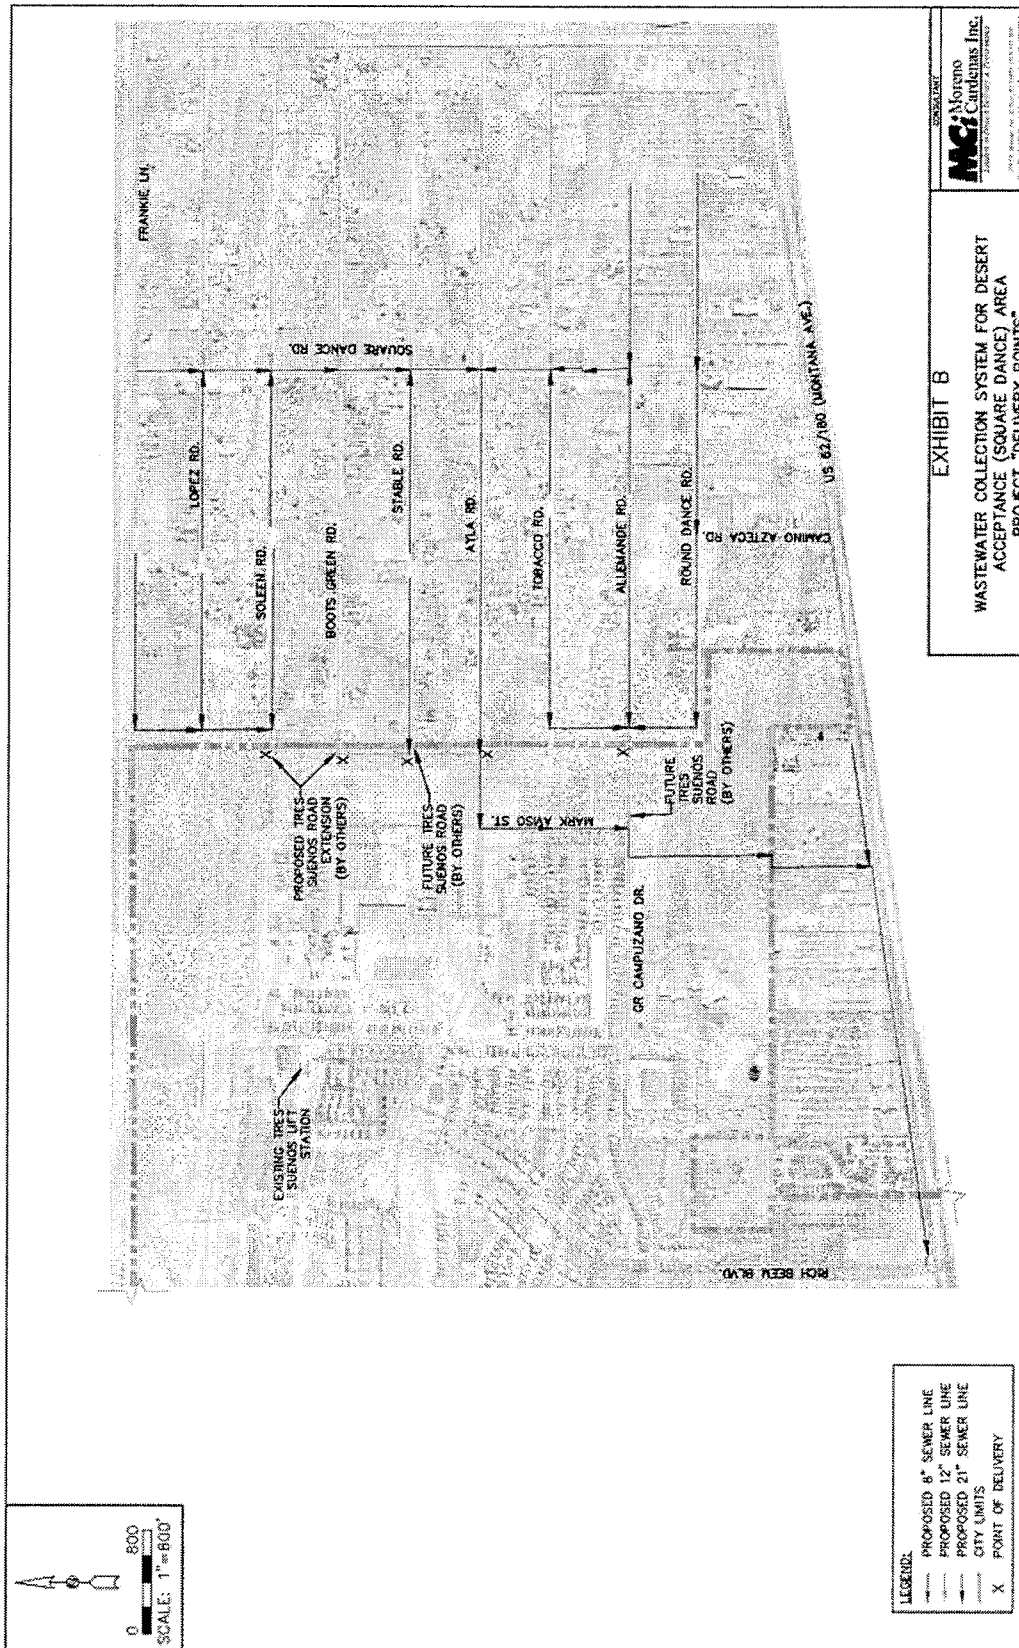 FRANKIE LN.
LOPEZ RD.
SOLEEN RD.
SQUARE DANCE RD.
BOOTS GREEN RD.
STABLE RD.
AYLA RD
TOBACCO RD.
ALLEMANDE RD.
ROUND DANCE RD.
CAMINO AZTECA RD.
US 62/180 (MONTANA AVE.)
PROPOSED TRES
SUENOS ROAD
EXTENSION
(BY OTHERS)
FUTURE TRES
SUENOS ROAD
(BY OTHERS)
MARK AVISO ST.
FUTURE
TRES
SUENOS
ROAD
(BY OTHERS)
GR CAMPUZANO DR.
EXISTING TRES
SUENOS LIFT
STATION
RICH BEEM BLVD.
X
X
X
X
X
0 800
SCALE: 1"=800'
LEGEND:
PROPOSED 8" SEWER LINE
PROPOSED 12" SEWER LINE
PROPOSED 21" SEWER LINE
CITY LIMITS
X POINT OF DELIVERY
EXHIBIT B
WASTEWATER COLLECTION SYSTEM FOR DESERT
ACCEPTANCE (SQUARE DANCE) AREA
PROJECT "DELIVERY POINTS"
CONSULTANT
MCi Moreno
Cardenas Inc.